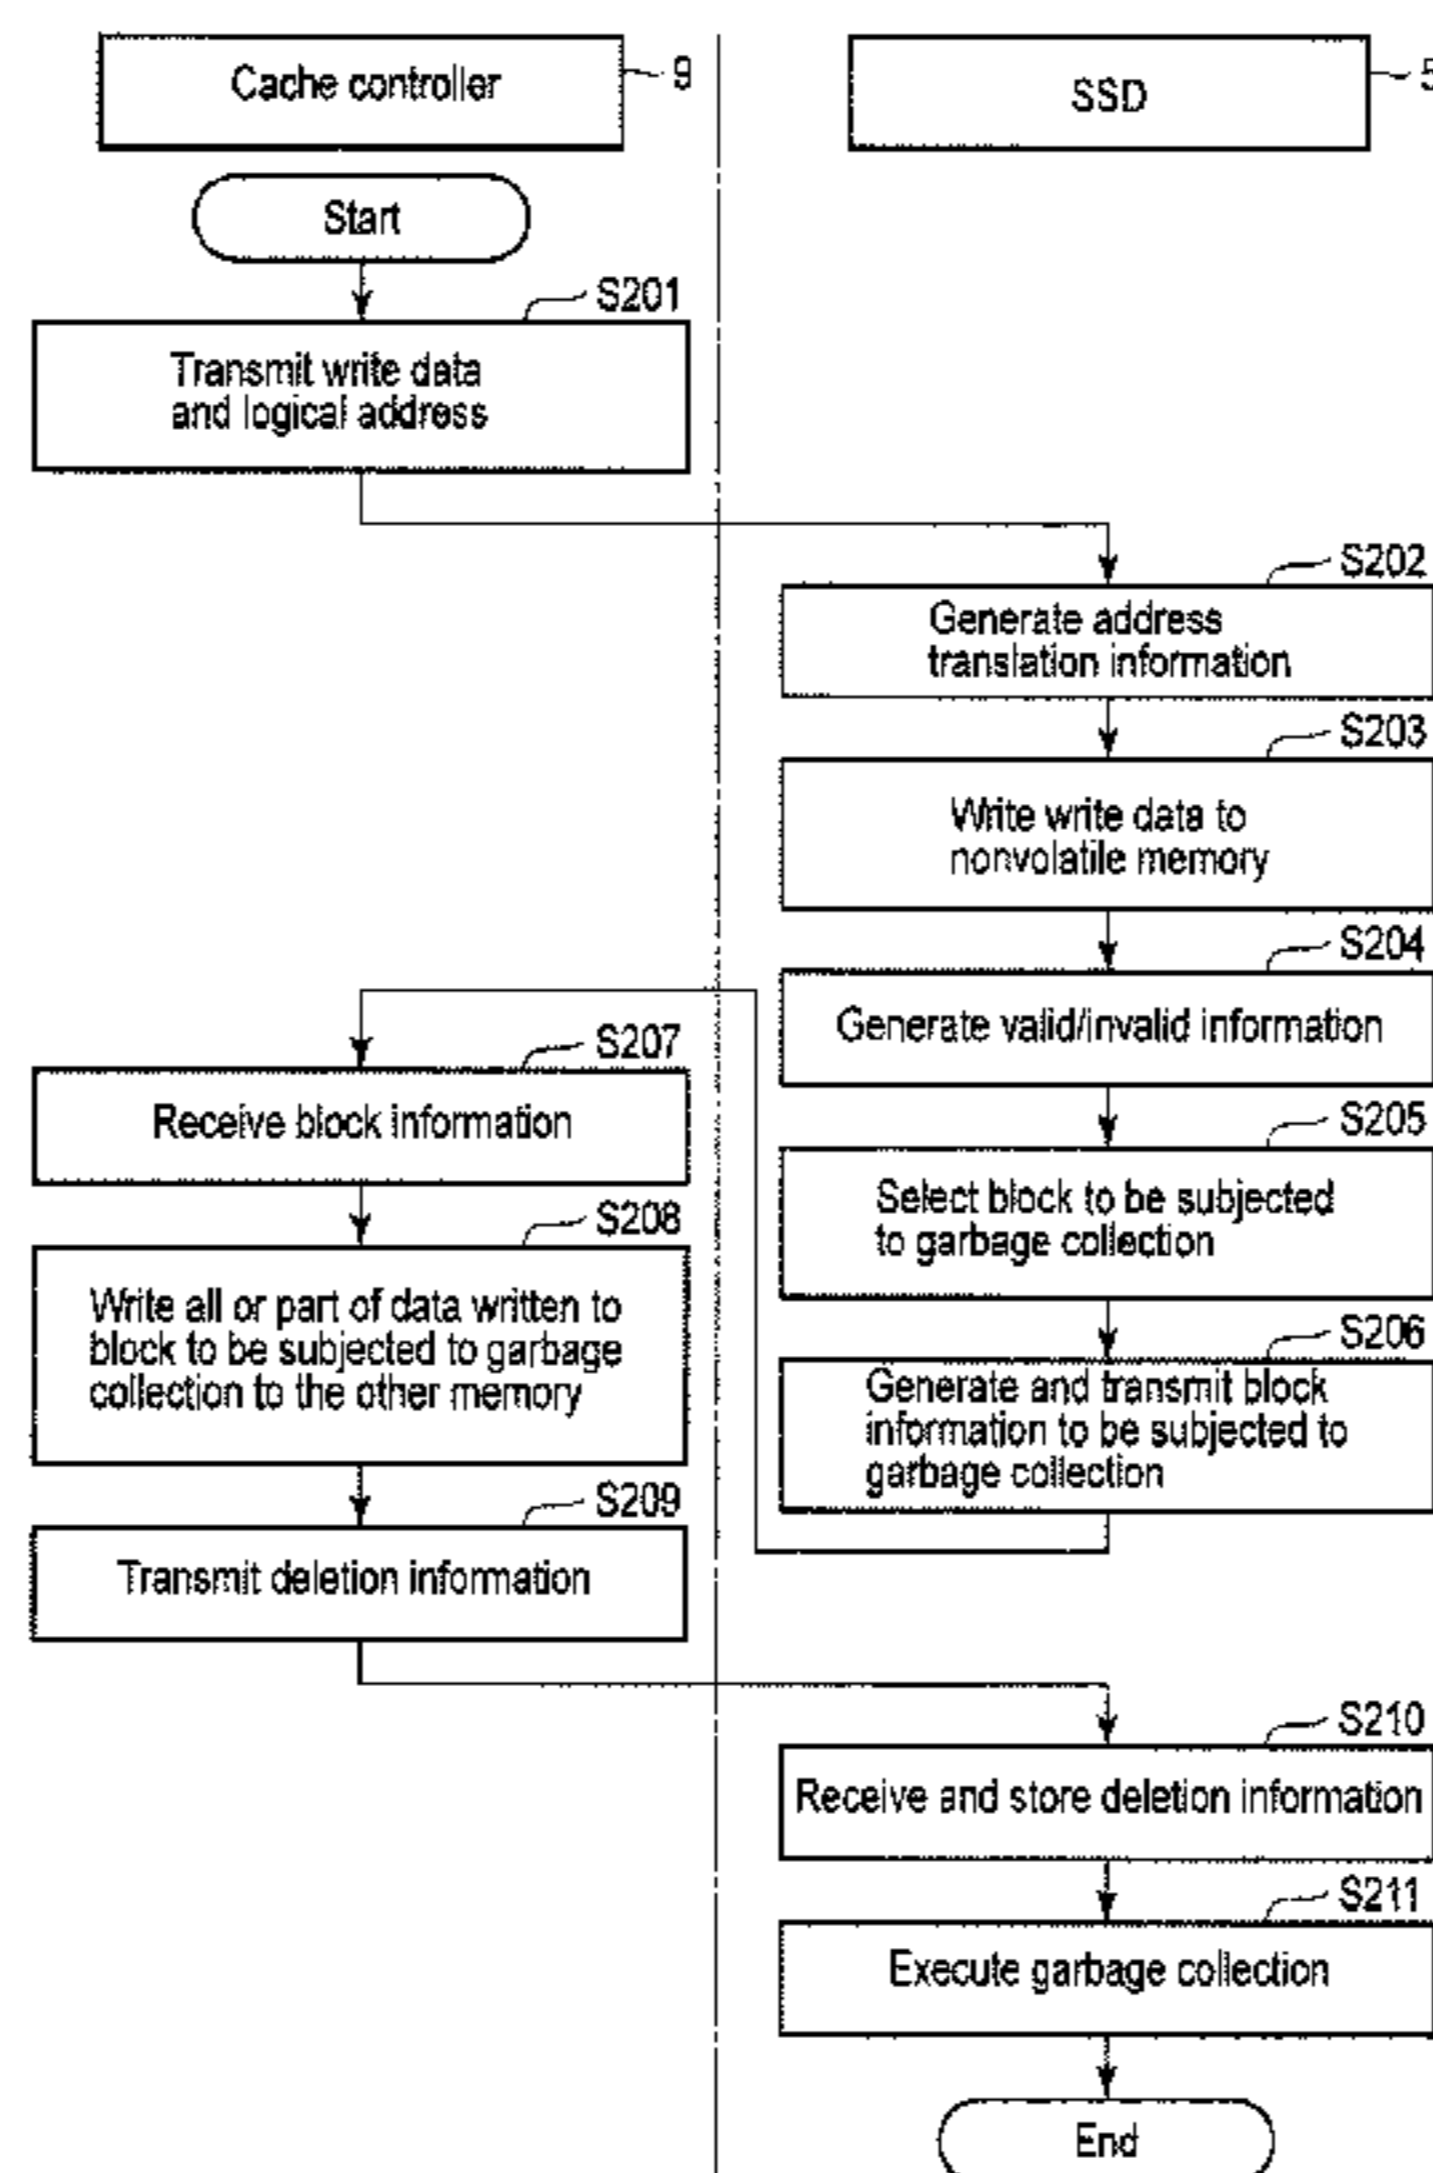 Cache controller
9
SSD
5
Start
S201
Transmit write data
and logical address
S202
Generate address
translation information
S203
Write write data to
nonvolatile memory
S204
Generate valid/invalid information
S205
Select block to be subjected
to garbage collection
S206
Generate and transmit block
information to be subjected to
garbage collection
S207
Receive block information
S208
Write all or part of data written to
block to be subjected to garbage
collection to the other memory
S209
Transmit deletion information
S210
Receive and store deletion information
S211
Execute garbage collection
End